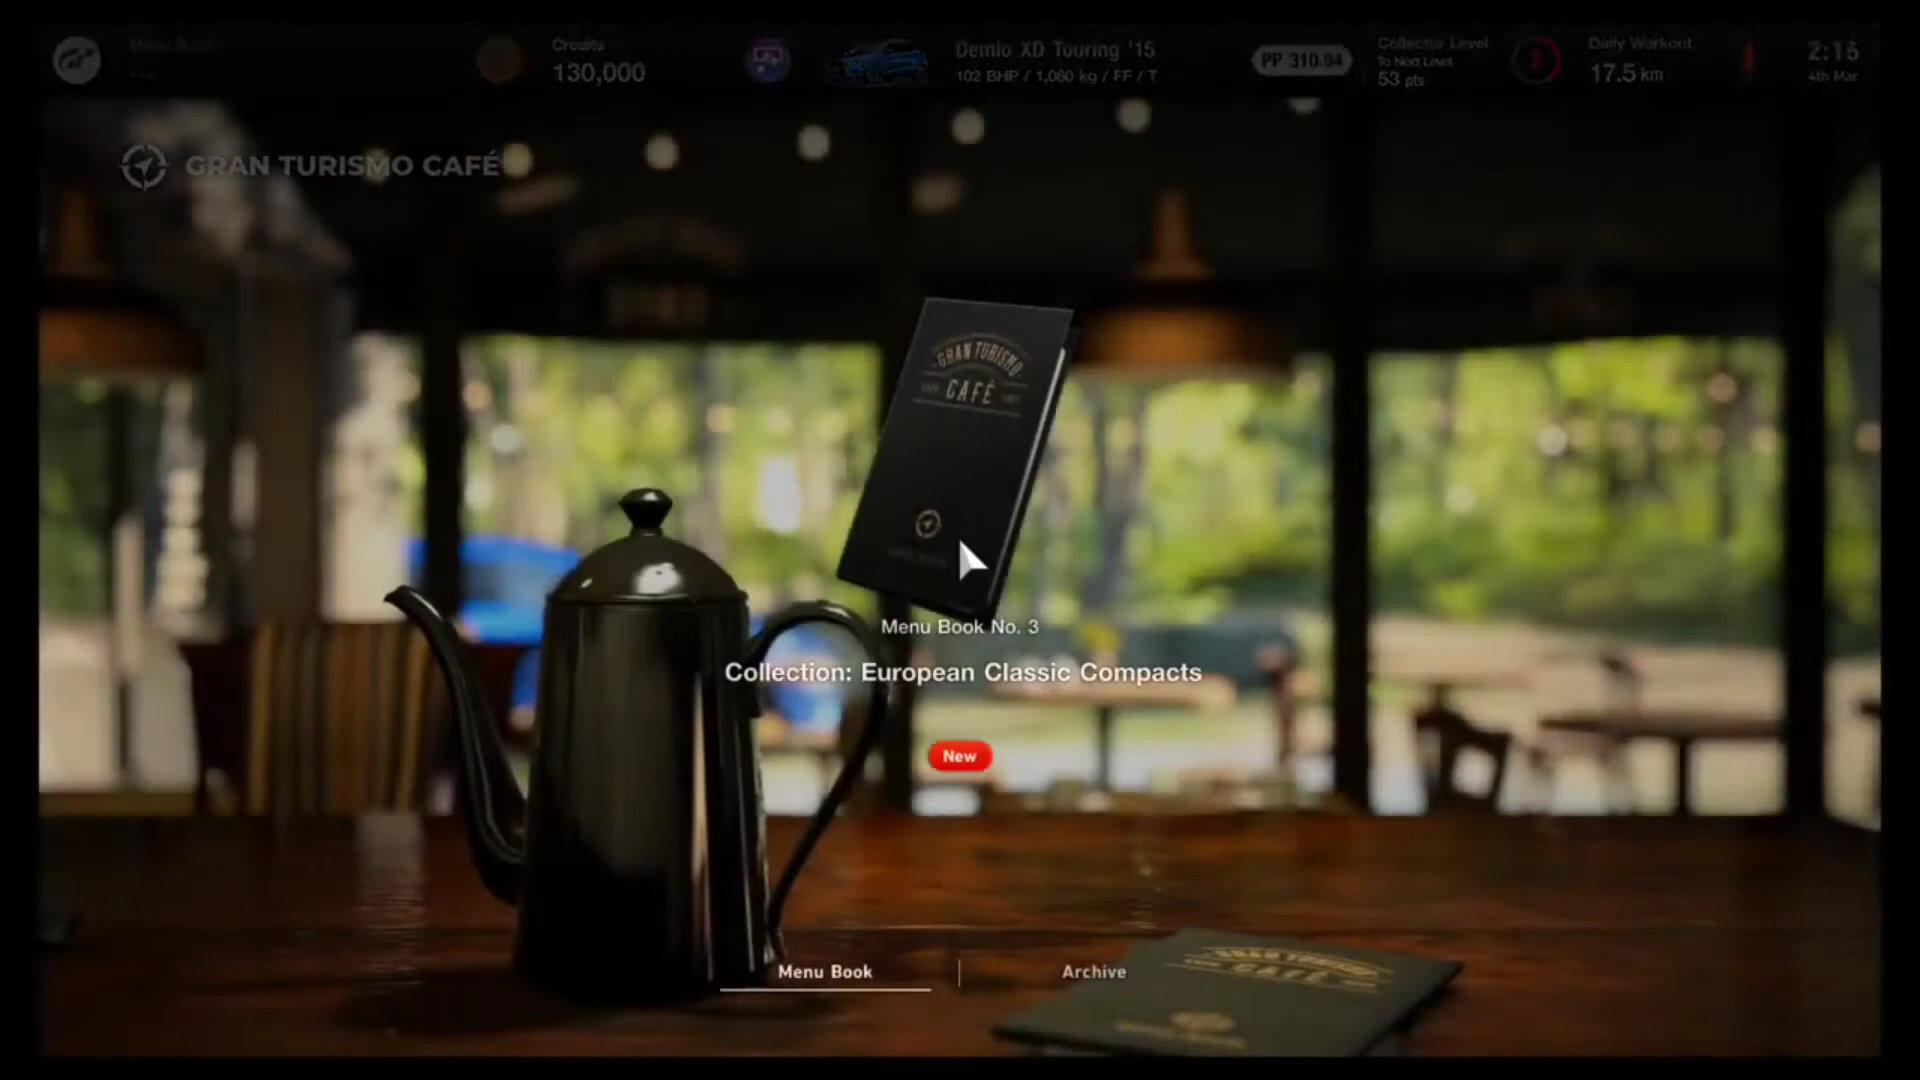 Menu Book
Credits
130,000
Demio XD Touring '15
102 BHP / 1,060 kg / FF / T
PP 310.94
Collector Level
To Next Level
53 pts
Daily Workout
17.5 km
2:15
4th Mar
GRAN TURISMO CAFÉ
GRAN TURISMO
CAFÉ
Menu Book No. 3
Collection: European Classic Compacts
New
Menu Book
Archive
GRAN TURISMO
CAFÉ